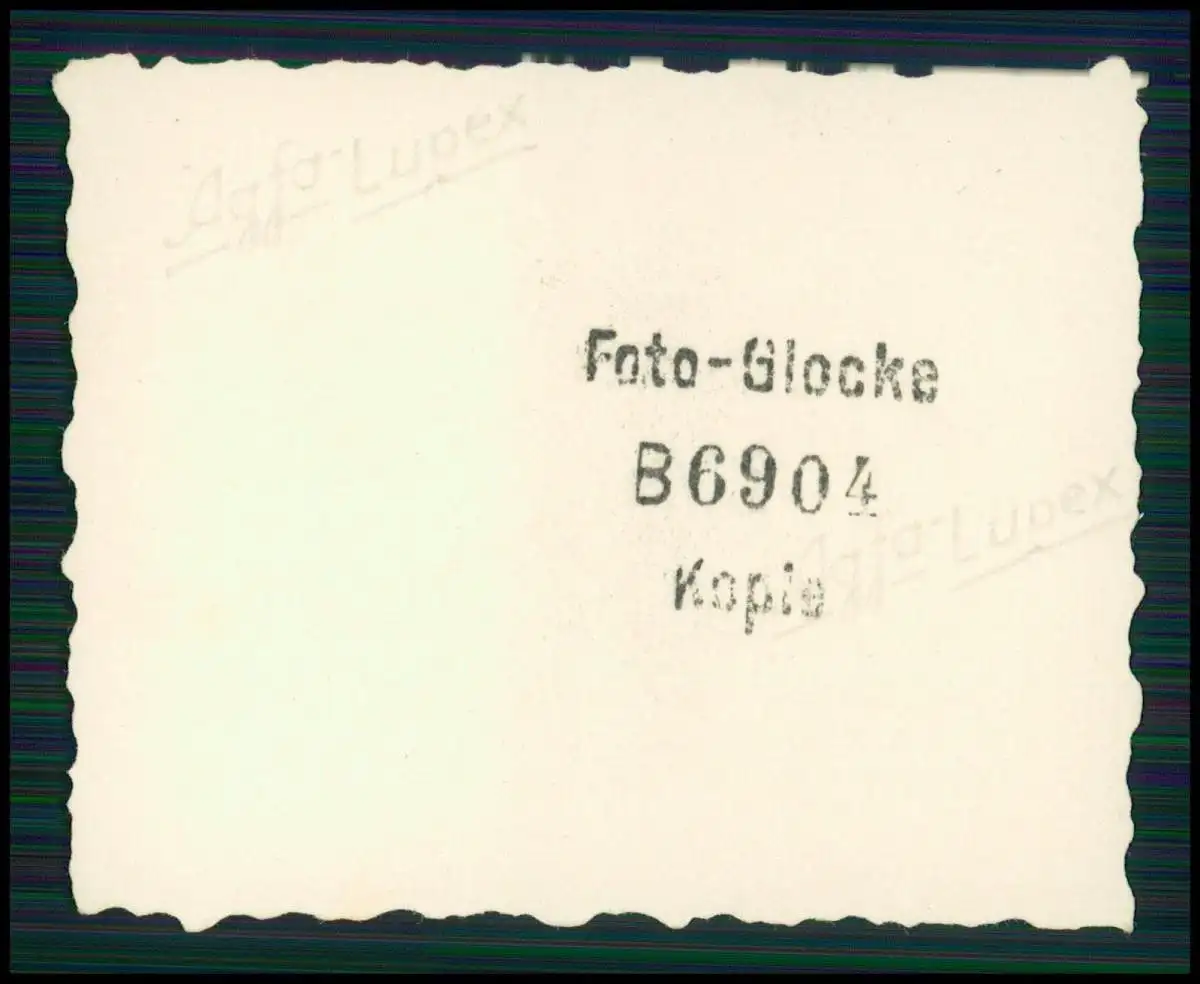 Agfa-Lupex
Foto-Glocke
B6904
Agfa-Lupex
Kopie